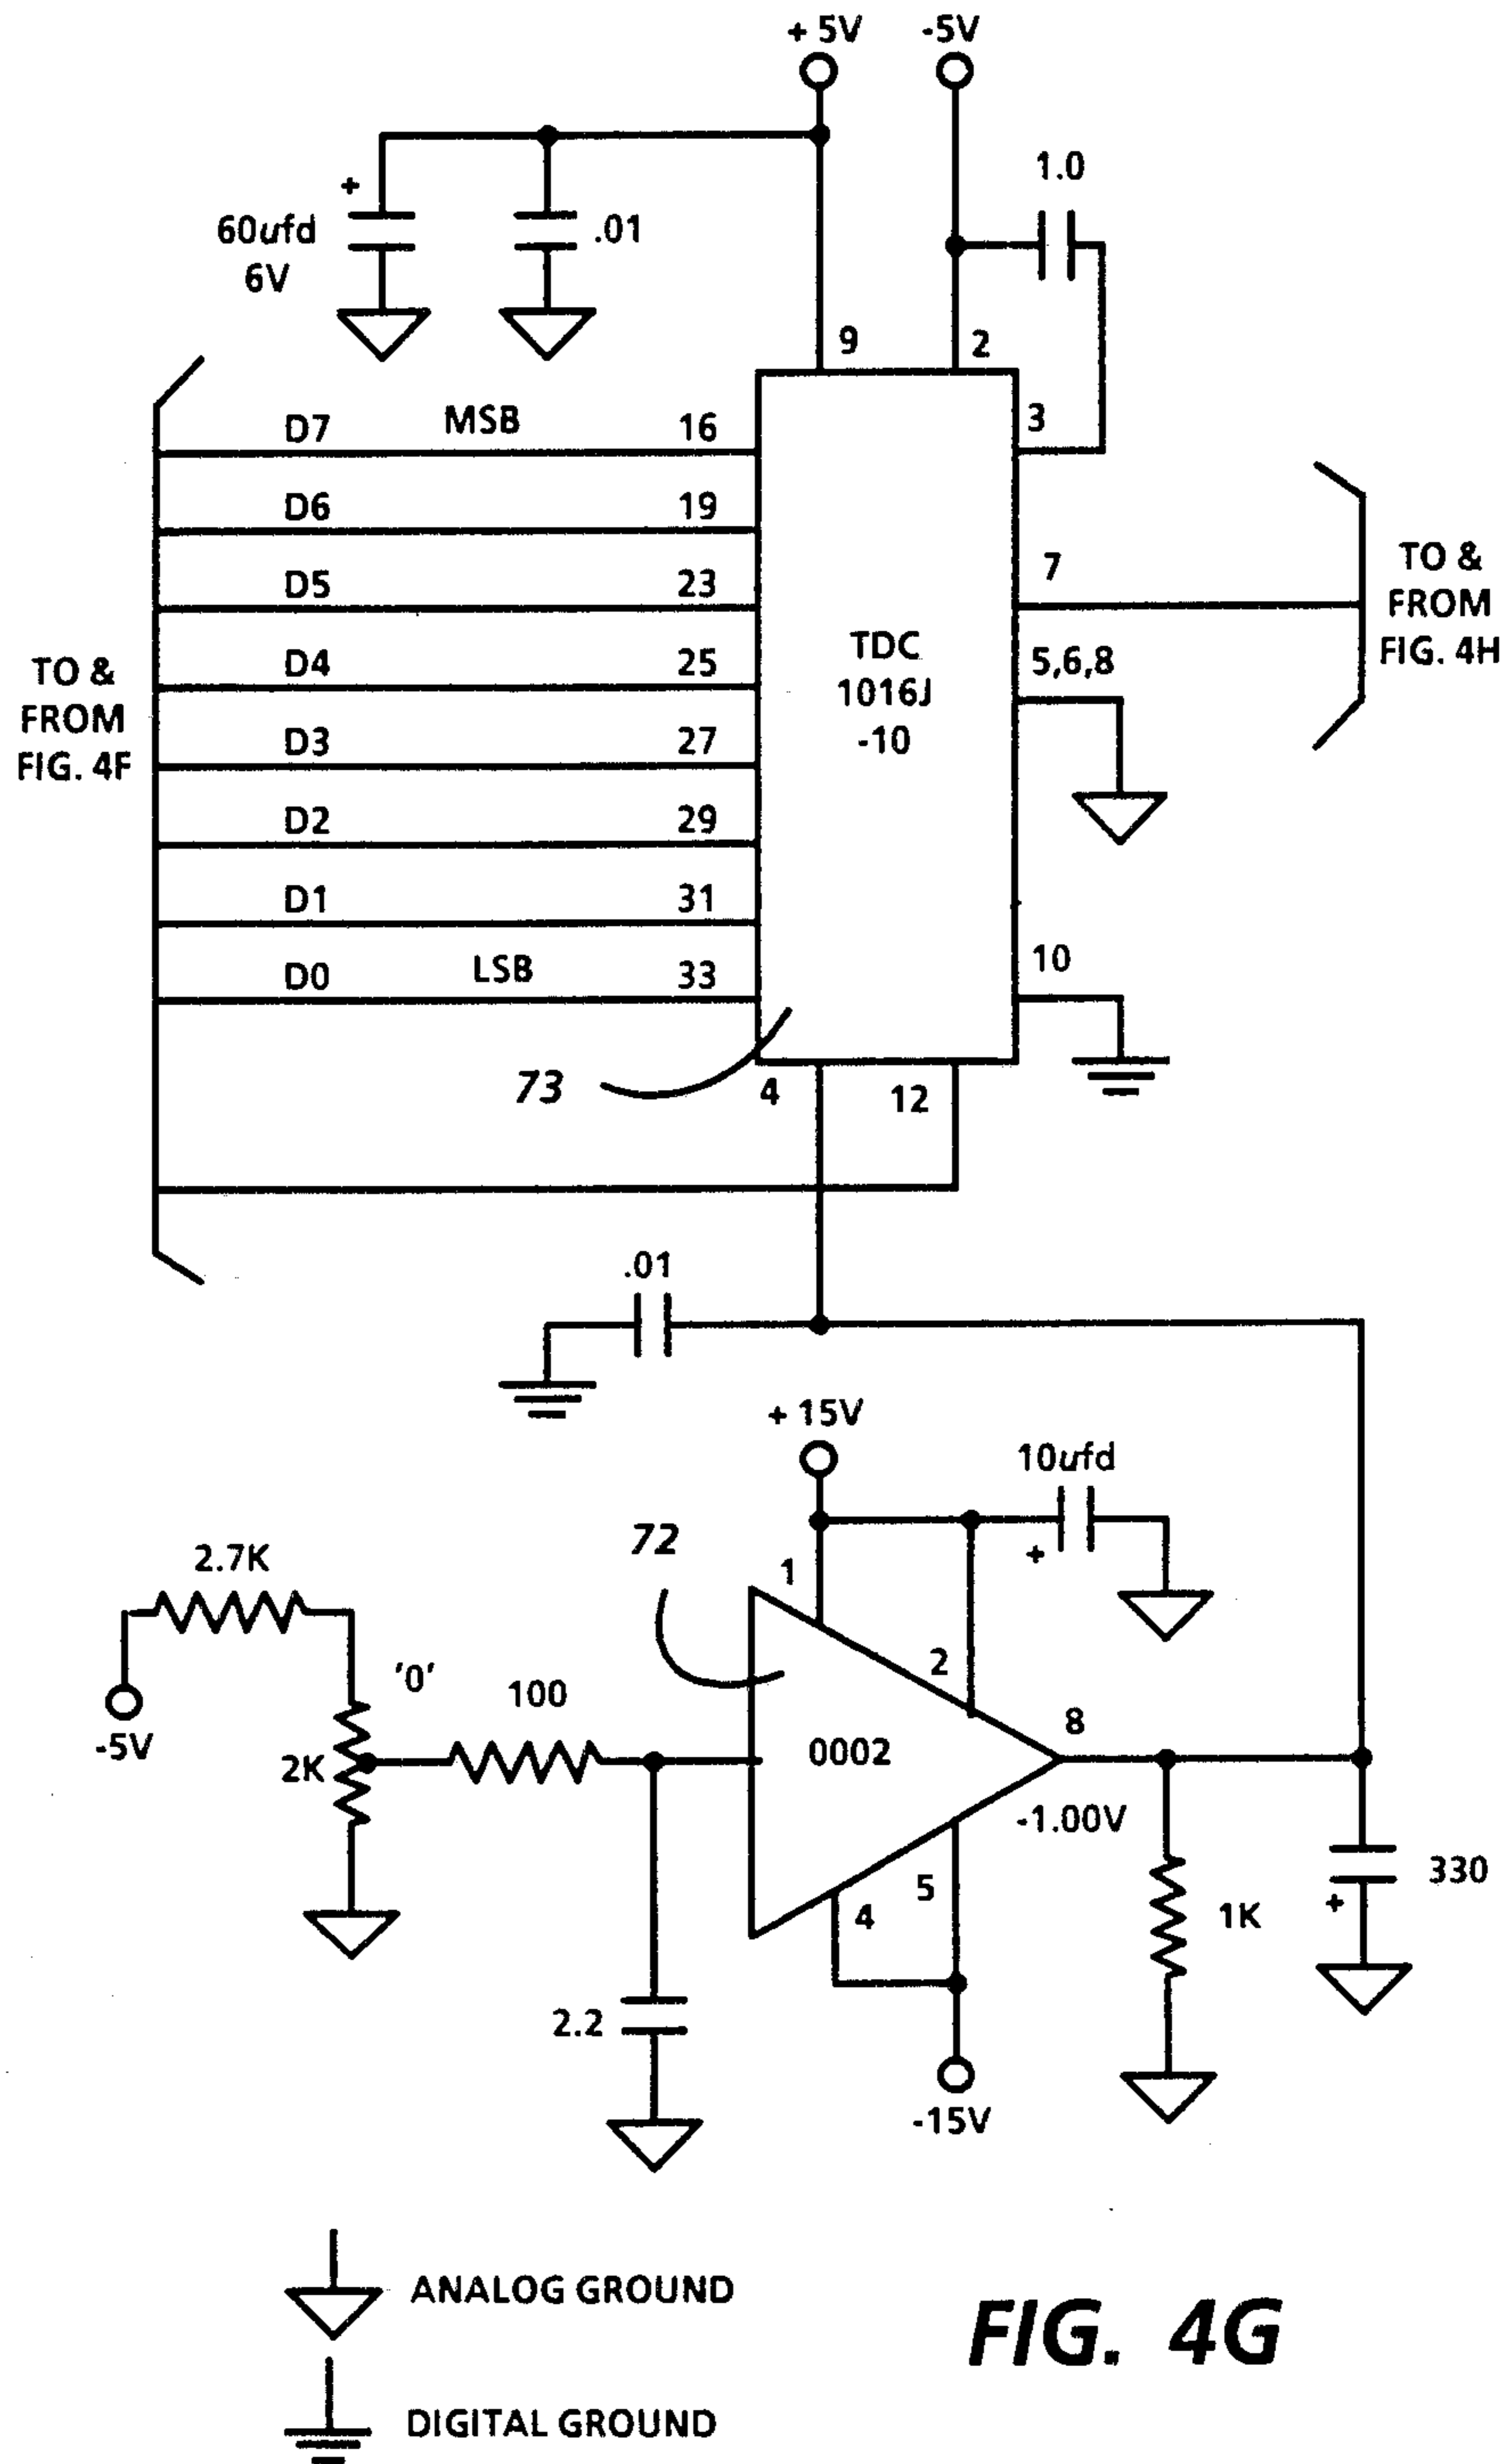 + 5V
-5V
1.0
+
60ufd
6V
.01
9
2
3
D7
MSB
16
D6
19
D5
23
D4
25
D3
27
D2
29
D1
31
D0
LSB
33
TO &
FROM
FIG. 4F
TDC
1016J
-10
7
5,6,8
10
TO &
FROM
FIG. 4H
73
4
12
.01
+ 15V
10ufd
+
72
1
2
2.7K
-5V
'0'
2K
100
0002
8
-1.00V
4
5
2.2
-15V
1K
330
+
ANALOG GROUND
DIGITAL GROUND
FIG. 4G